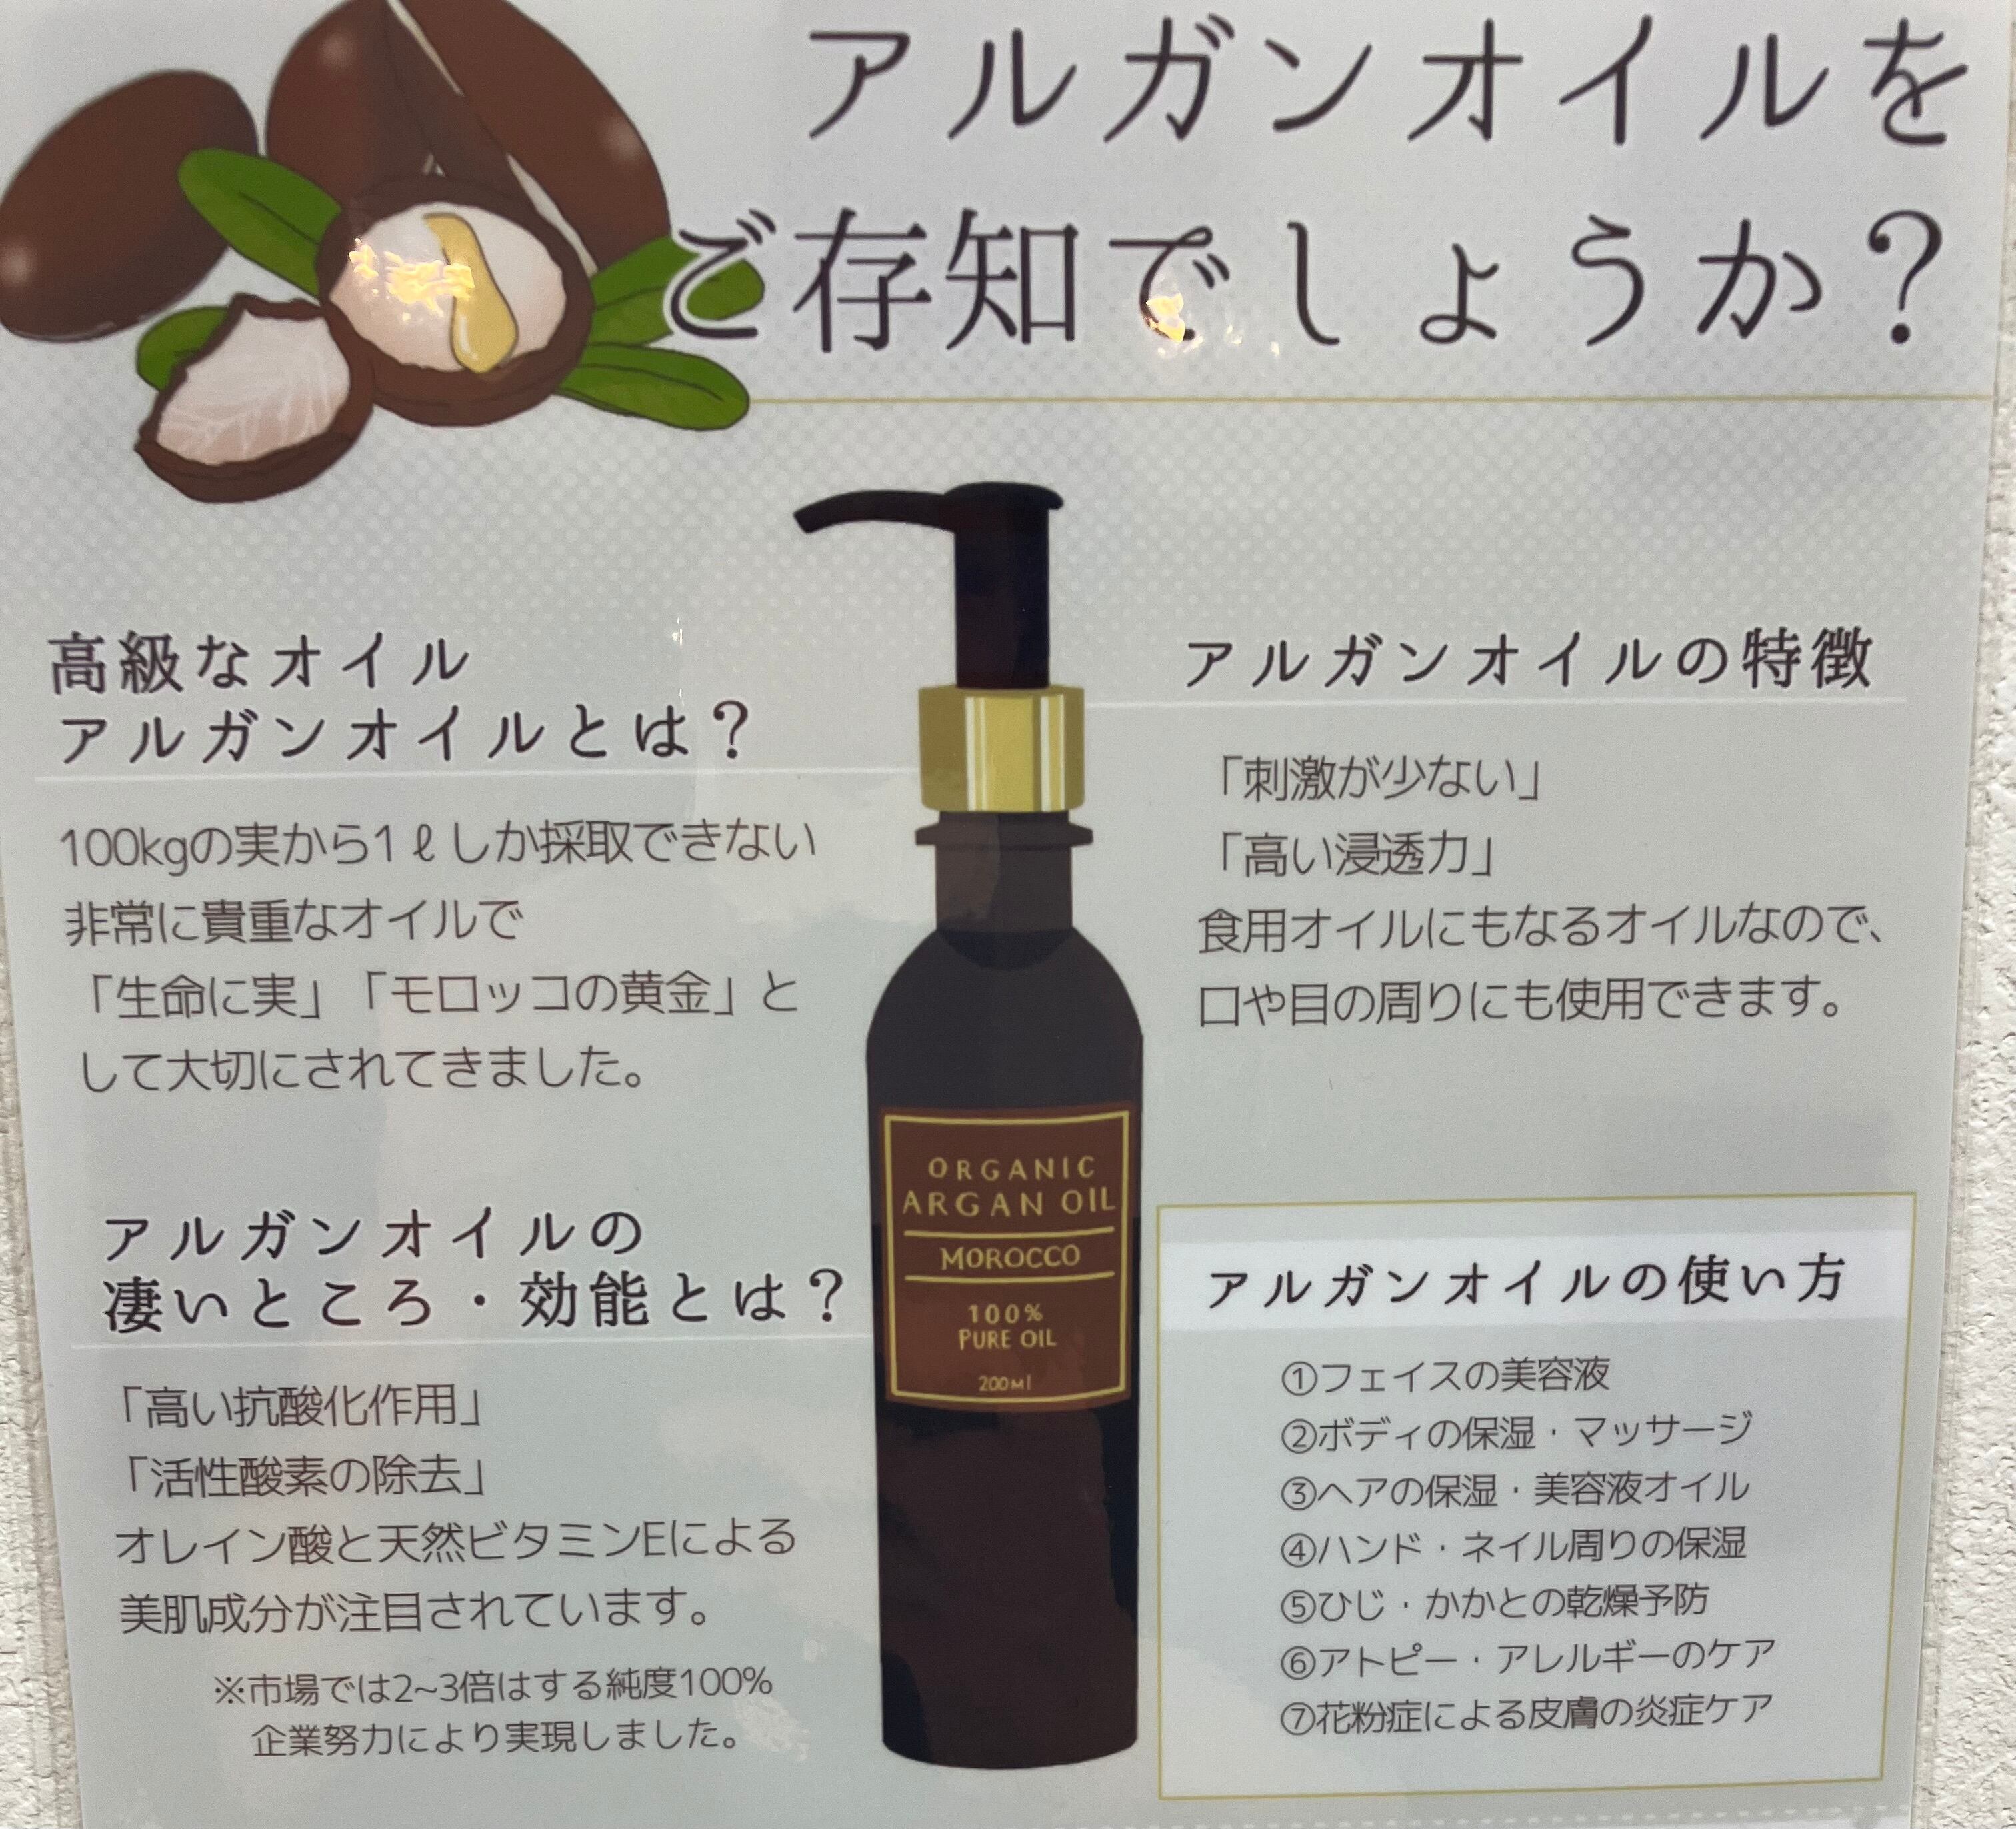 アルガンオイルを
ご存知でしょうか？
高級なオイル
アルガンオイルとは？
100kgの実から1ℓしか採取できない
非常に貴重なオイルで
「生命に実」「モロッコの黄金」と
して大切にされてきました。
アルガンオイルの
凄いところ・効能とは？
「高い抗酸化作用」
「活性酸素の除去」
オレイン酸と天然ビタミンEによる
美肌成分が注目されています。
※市場では2~3倍はする純度100%
企業努力により実現しました。
ORGANIC
ARGAN OIL
MOROCCO
100%
PURE OIL
200ml
アルガンオイルの特徴
「刺激が少ない」
「高い浸透力」
食用オイルにもなるオイルなので、
口や目の周りにも使用できます。
アルガンオイルの使い方
①フェイスの美容液
②ボディの保湿・マッサージ
③ヘアの保湿・美容液オイル
④ハンド・ネイル周りの保湿
⑤ひじ・かかとの乾燥予防
⑥アトピー・アレルギーのケア
⑦花粉症による皮膚の炎症ケア